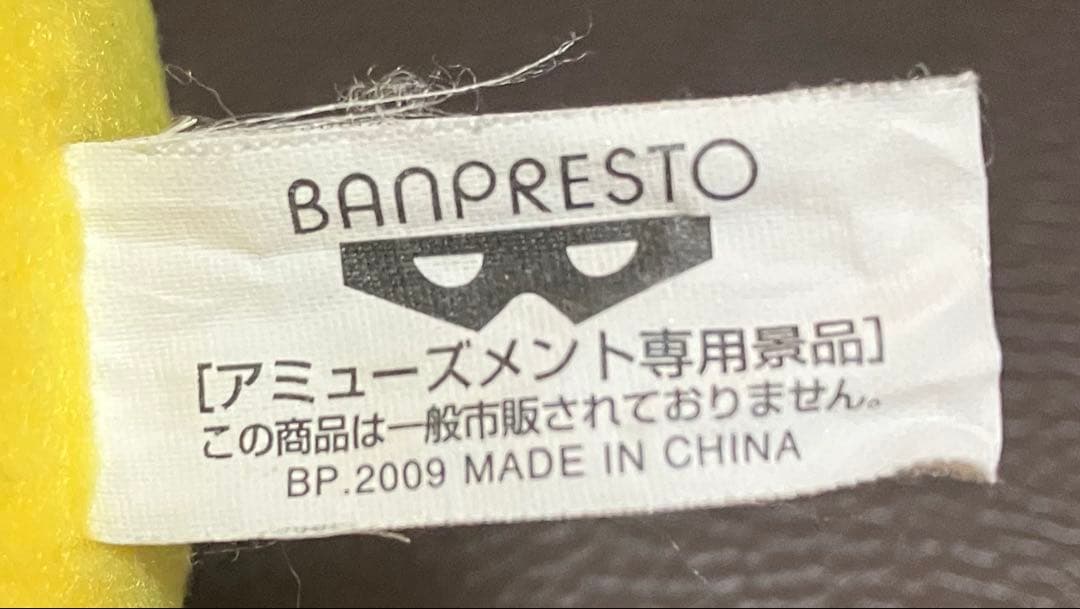 BANPRESTO
[アミューズメント専用景品]
この商品は一般市販されておりません。
BP.2009 MADE IN CHINA